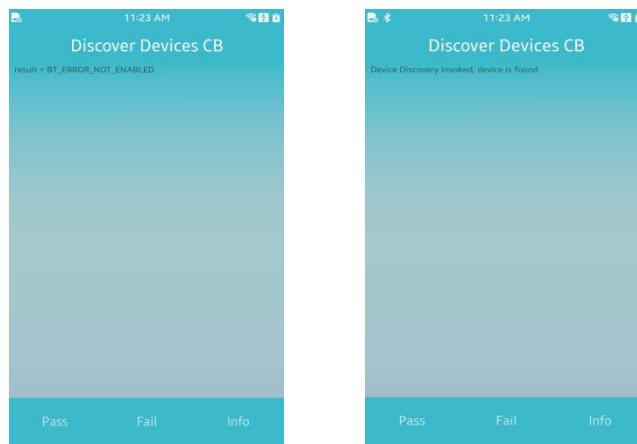 11:23 AM
Discover Devices CB
result = BT_ERROR_NOT_ENABLED
Pass Fail Info
11:23 AM
Discover Devices CB
Device Discovery Invoked, device is found
Pass Fail Info